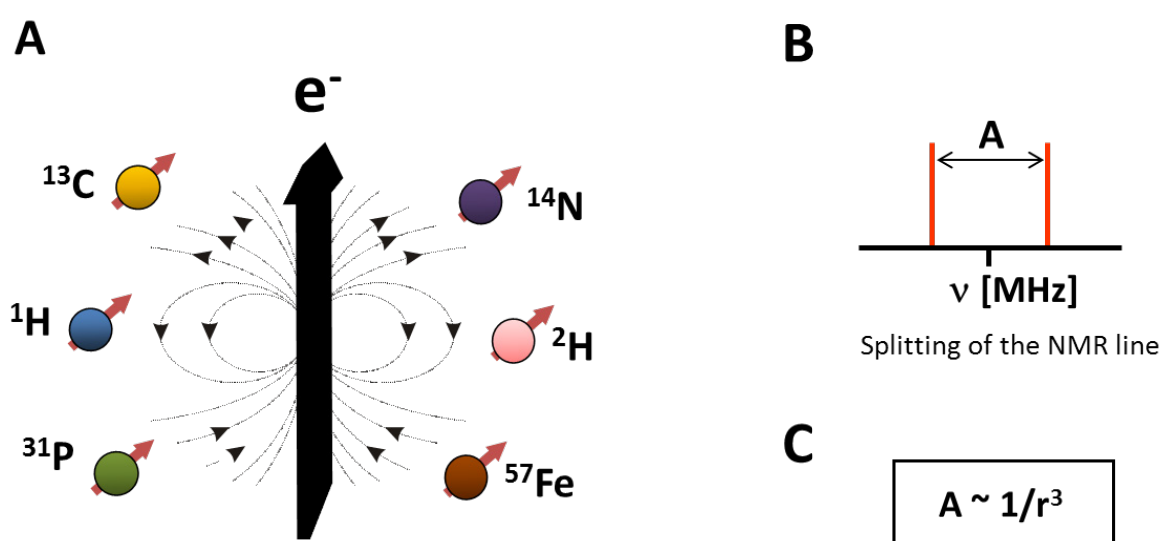 A
e⁻
¹³C
¹⁴N
¹H
²H
³¹P
⁵⁷Fe
B
A
ν [MHz]
Splitting of the NMR line
C
A ~ 1/r³